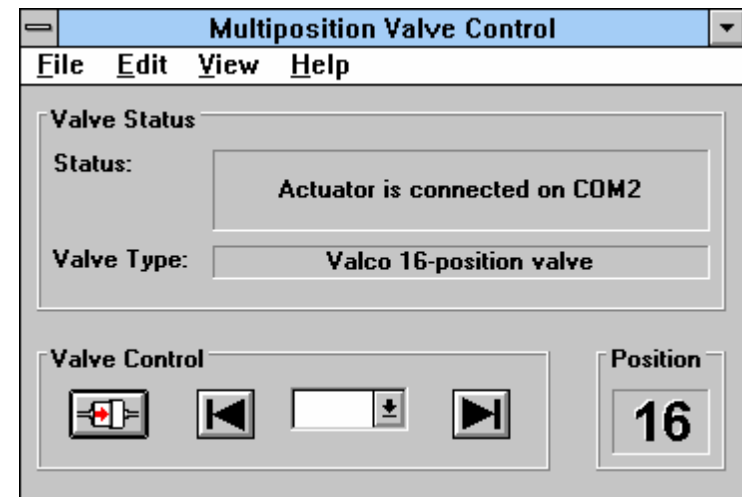 Multiposition Valve Control
File Edit View Help
Valve Status
Status:
Actuator is connected on COM2
Valve Type: Valco 16-position valve
Valve Control
Position
16